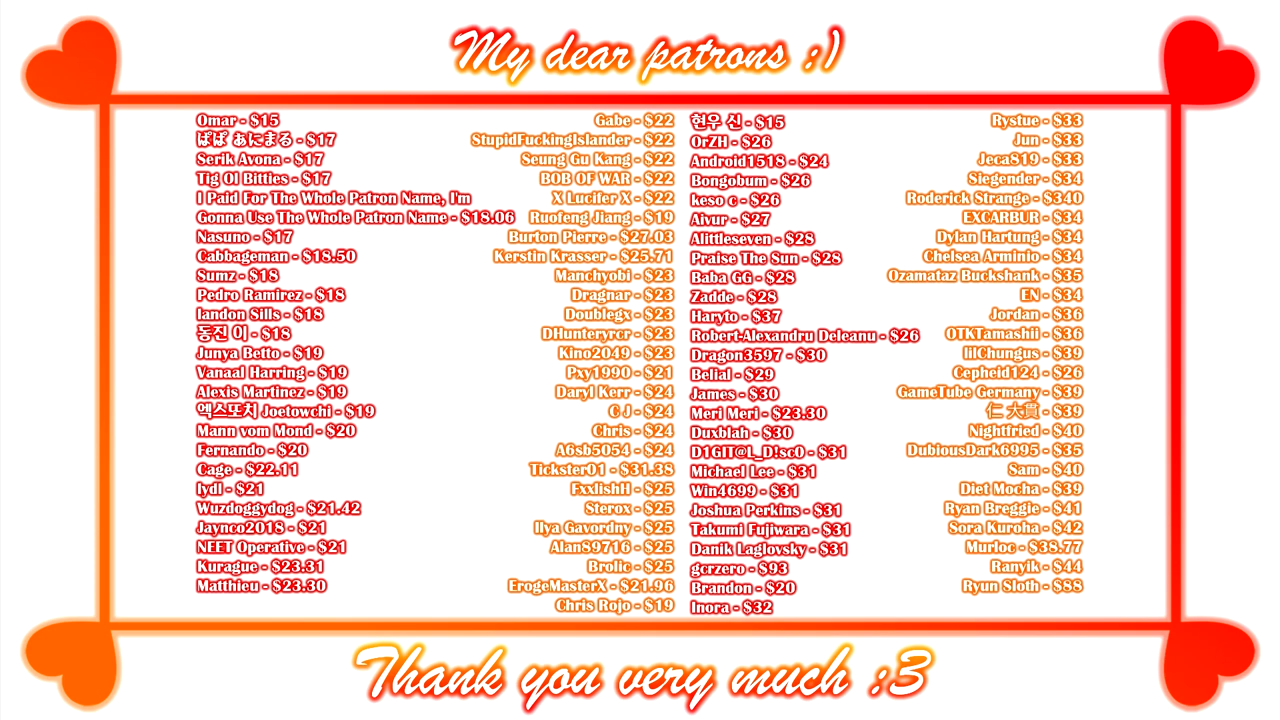 My dear patrons :)
Omar - $15
ぱぱ あにまる - $17
Serik Avona - $17
Tig Ol Bitties - $17
I Paid For The Whole Patron Name, I'm
Gonna Use The Whole Patron Name - $18.06
Nasuno - $17
Cabbageman - $18.50
Sumz - $18
Pedro Ramirez - $18
landon Sills - $18
동진 이 - $18
Junya Betto - $19
Vanaal Harring - $19
Alexis Martinez - $19
엑스또치 Joetowchi - $19
Mann vom Mond - $20
Fernando - $20
Cage - $22.11
lydl - $21
Wuzdoggydog - $21.42
Jaynco2018 - $21
NEET Operative - $21
Kurague - $23.31
Matthieu - $23.30
Gabe - $22
StupidFuckingIslander - $22
Seung Gu Kang - $22
BOB OF WAR - $22
X Lucifer X - $22
Ruofeng Jiang - $19
Burton Pierre - $27.03
Kerstin Krasser - $25.71
Manchyobi - $23
Dragnar - $23
Doublegx - $23
DHunteryrcr - $23
Kino2049 - $23
Pxy1990 - $21
Daryl Kerr - $24
C J - $24
Chris - $24
A6sb5054 - $24
Tickster01 - $31.38
FxxlishH - $25
Sterox - $25
Ilya Gavordny - $25
Alan89716 - $25
Brolic - $25
ErogeMasterX - $21.96
Chris Rojo - $19
현우 신 - $15
OrZH - $26
Android1518 - $24
Bongobum - $26
keso c - $26
Aivur - $27
Alittleseven - $28
Praise The Sun - $28
Baba GG - $28
Zadde - $28
Haryto - $37
Robert-Alexandru Deleanu - $26
Dragon3597 - $30
Belial - $29
James - $30
Meri Meri - $23.30
Duxblah - $30
D1GIT@L_D!sc0 - $31
Michael Lee - $31
Win4699 - $31
Joshua Perkins - $31
Takumi Fujiwara - $31
Danik Laglovsky - $31
gcrzero - $93
Brandon - $20
Inora - $32
Rystue - $33
Jun - $33
Jeca819 - $33
Siegender - $34
Roderick Strange - $340
EXCARBUR - $34
Dylan Hartung - $34
Chelsea Arminio - $34
Ozamataz Buckshank - $35
EN - $34
Jordan - $36
OTKTamashii - $36
lilChungus - $39
Cepheid124 - $26
GameTube Germany - $39
仁 大貫 - $39
Nightfried - $40
DubiousDark6995 - $35
Sam - $40
Diet Mocha - $39
Ryan Breggie - $41
Sora Kuroha - $42
Murloc - $38.77
Ranyik - $44
Ryun Sloth - $88
Thank you very much :3